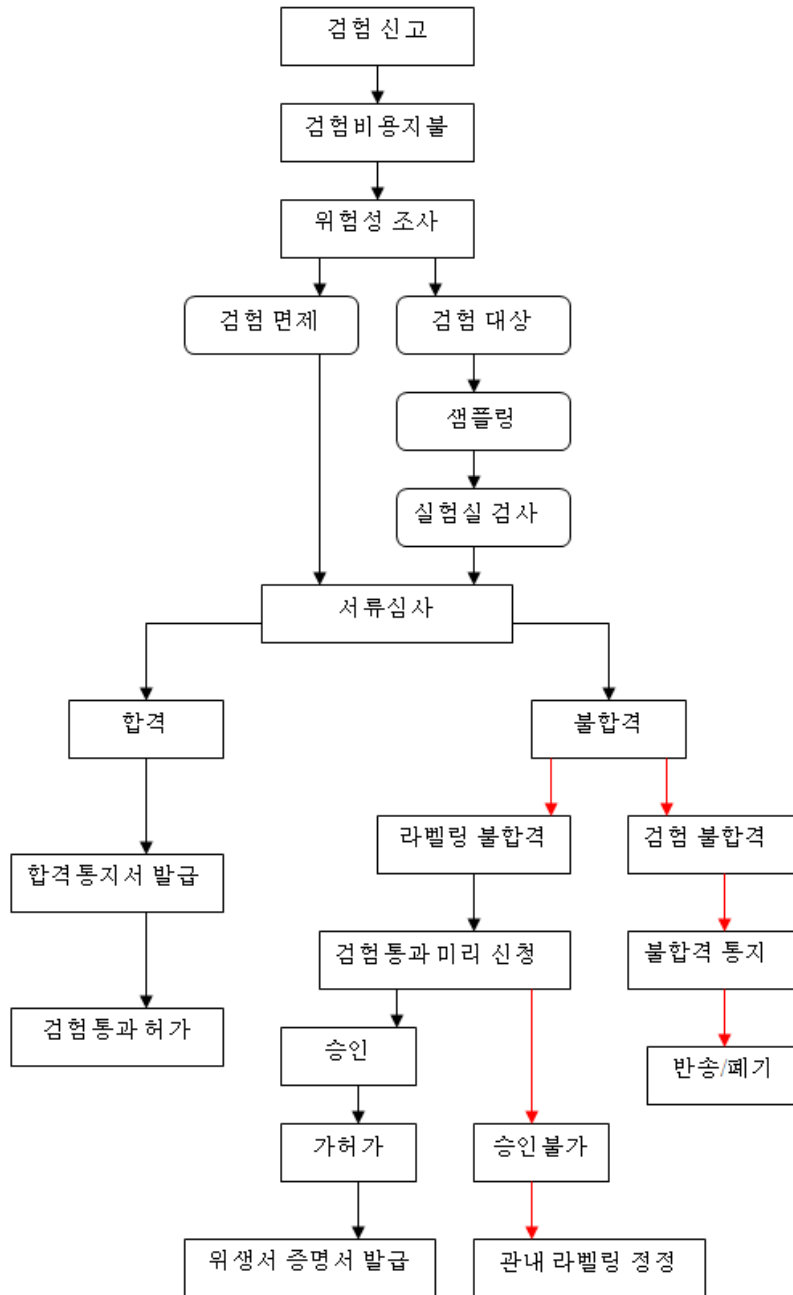 검험 신고
검험비용지불
위험성 조사
검험 면제
검험 대상
샘플링
실험실 검사
서류심사
합격
불합격
라벨링 불합격
검험 불합격
합격통지서 발급
검험통과 미리 신청
불합격 통지
검험통과 허가
승인
반송/폐기
가허가
승인불가
위생서 증명서 발급
관내 라벨링 정정